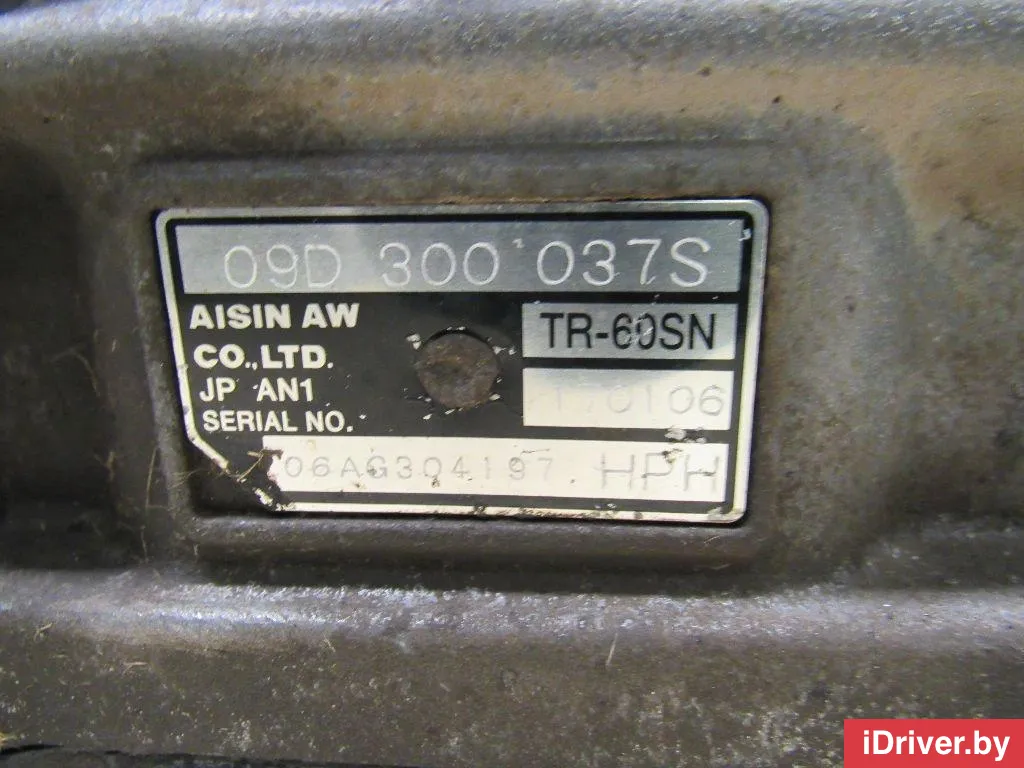 09D 300 037S
AISIN AW
CO.,LTD.
TR-60SN
JP AN1
SERIAL NO.
06AG304197 HPH
iDriver.by